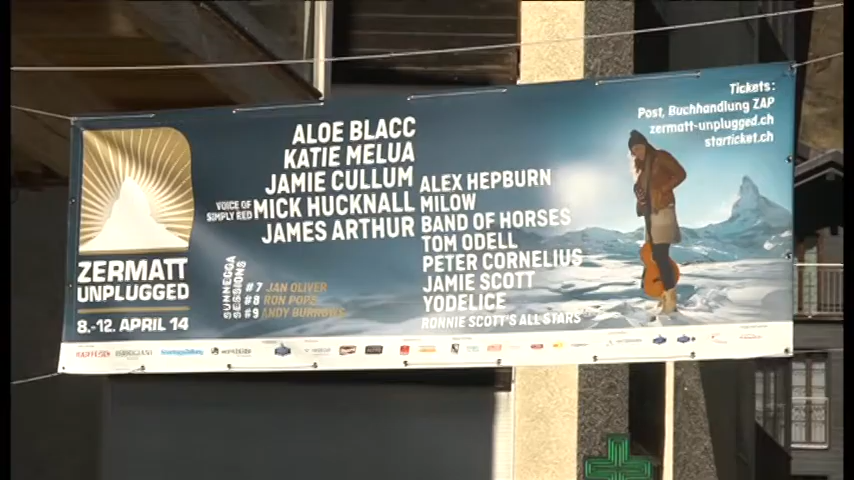 ALOE BLACC
KATIE MELUA
JAMIE CULLUM
VOICE OF
SIMPLY RED
MICK HUCKNALL
JAMES ARTHUR
ALEX HEPBURN
MILOW
BAND OF HORSES
TOM ODELL
PETER CORNELIUS
JAMIE SCOTT
YODELICE
RONNIE SCOTT'S ALL STARS
Tickets:
Post, Buchhandlung ZAP
zermatt-unplugged.ch
starticket.ch
ZERMATT
UNPLUGGED
8.-12. APRIL 14
SUNNEGGA
SESSIONS
#7 JAN OLIVER
#8 RON POPE
#9 ANDY BURROWS